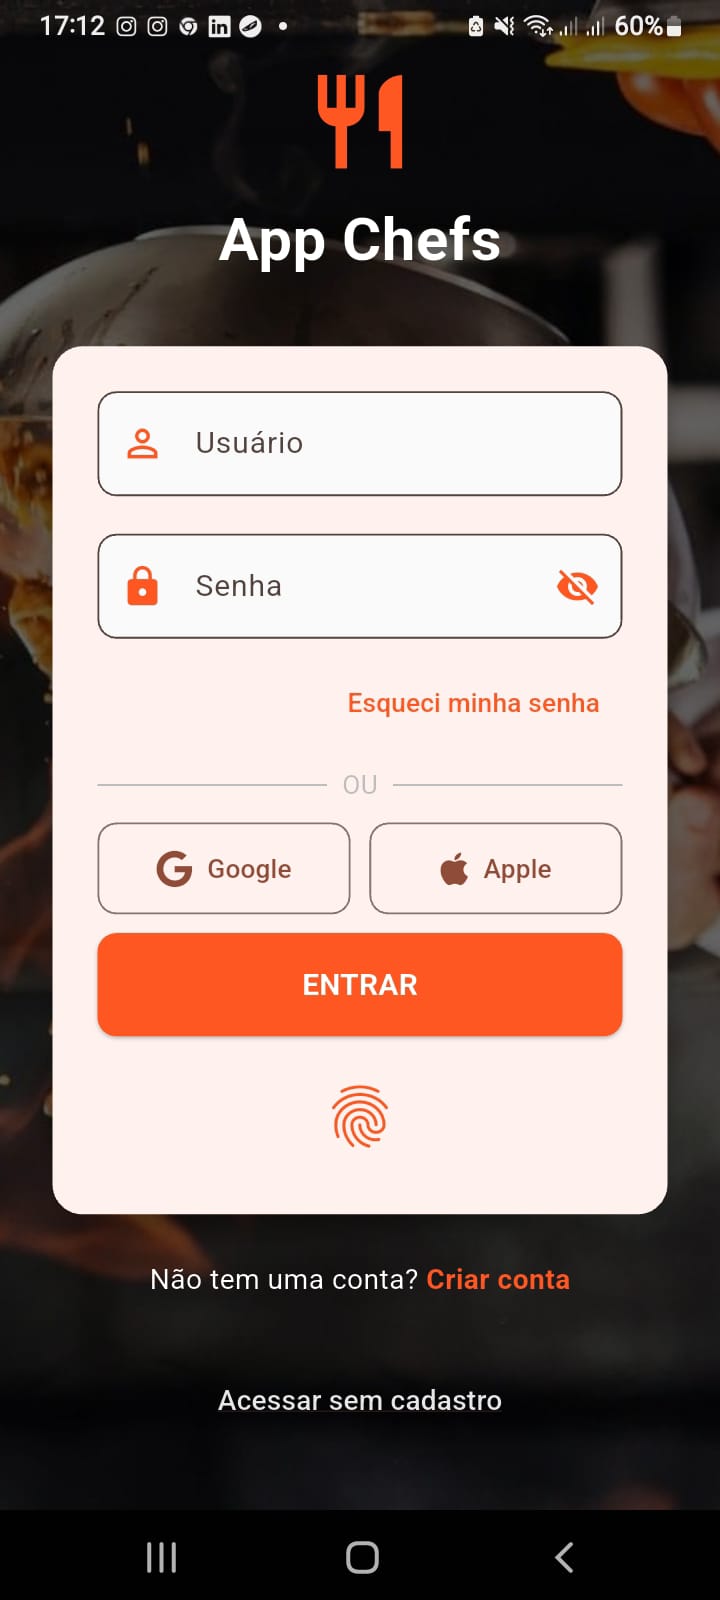 17:12
60%
App Chefs
Usuário
Senha
Esqueci minha senha
OU
Google
Apple
ENTRAR
Não tem uma conta? Criar conta
Acessar sem cadastro